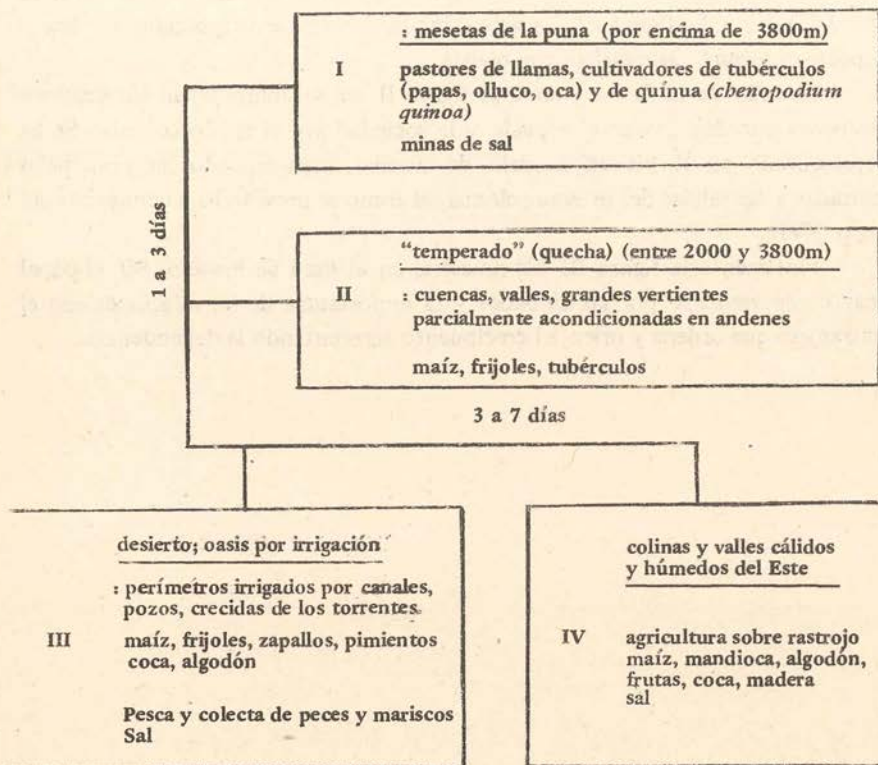 : mesetas de la puna (por encima de 3800m)
I pastores de llamas, cultivadores de tubérculos
(papas, olluco, oca) y de quínua (chenopodium
quinoa)
minas de sal
1 a 3 días
“temperado” (quecha) (entre 2000 y 3800m)
II : cuencas, valles, grandes vertientes
parcialmente acondicionadas en andenes
maíz, frijoles, tubérculos
3 a 7 días
desierto; oasis por irrigación
: perímetros irrigados por canales,
pozos, crecidas de los torrentes.
III maíz, frijoles, zapallos, pimientos
coca, algodón
Pesca y colecta de peces y mariscos
Sal
colinas y valles cálidos
y húmedos del Este
IV agricultura sobre rastrojo
maíz, mandioca, algodón,
frutas, coca, madera
sal